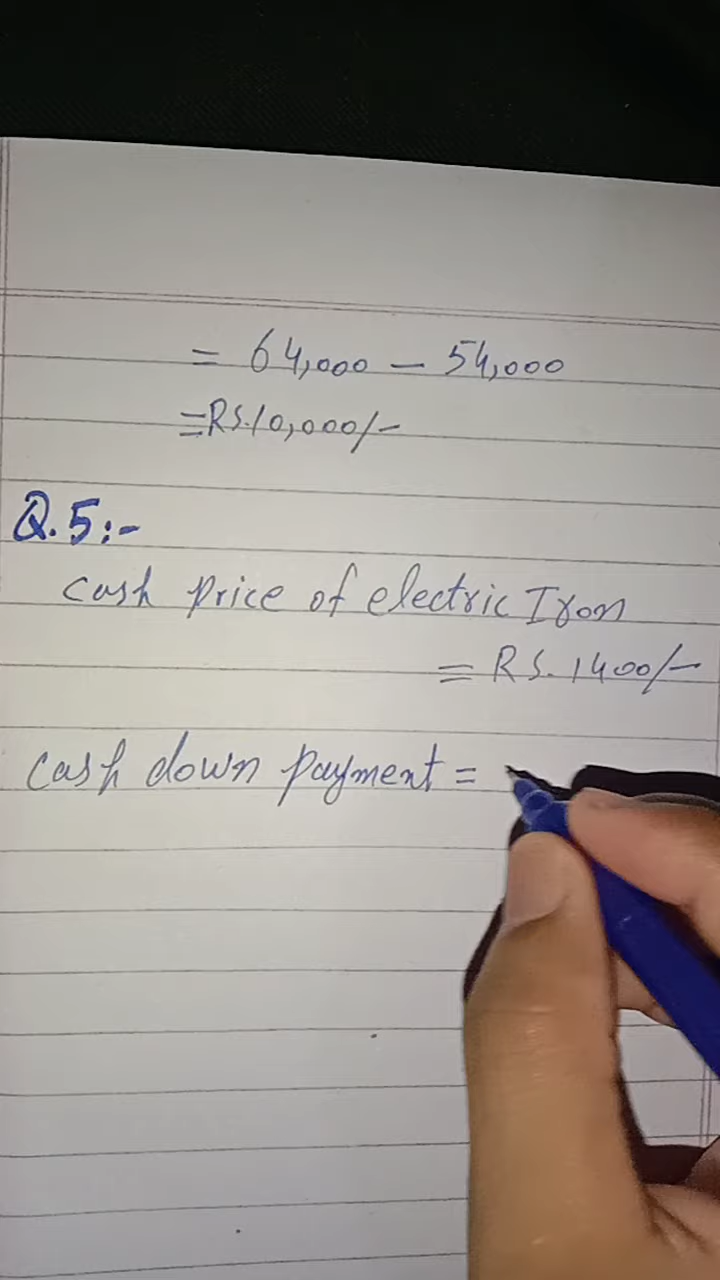 = 64,000 – 54,000
=RS.10,000/-
Q.5:-
cash price of electric Iron
= RS. 1400/-
cash down payment =